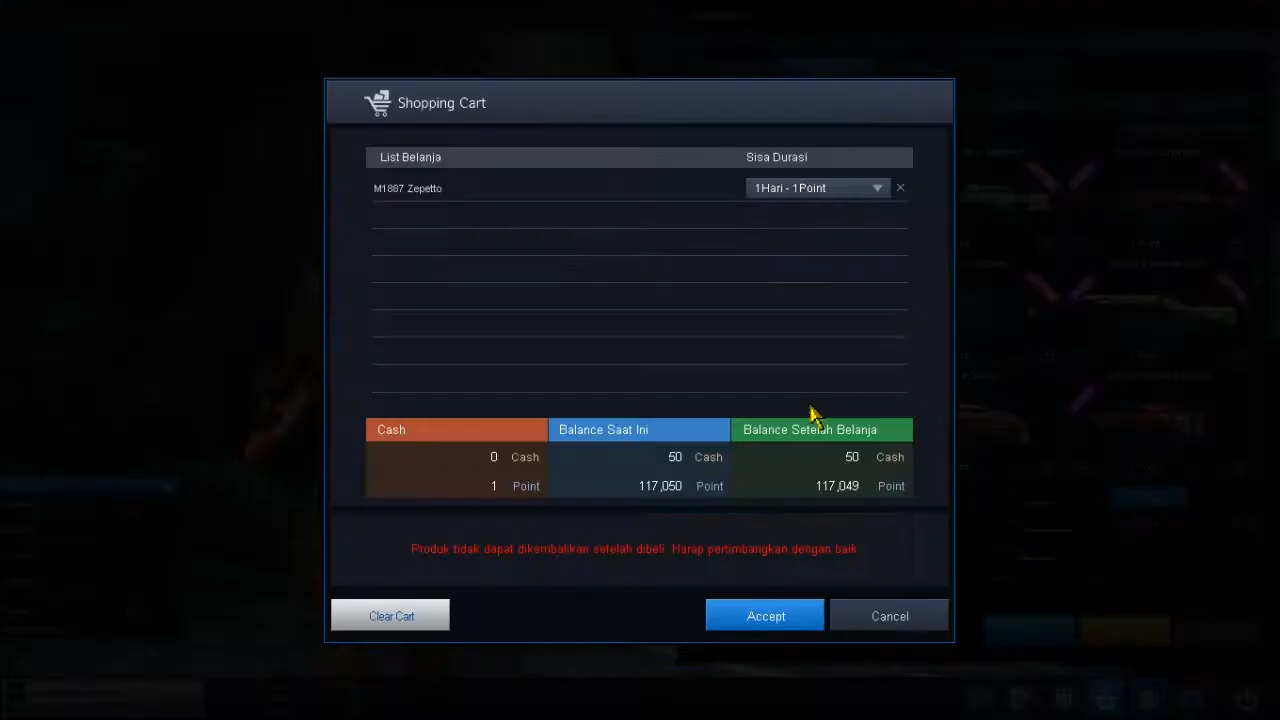 Shopping Cart
List Belanja Sisa Durasi
M1887 Zepetto 1Hari - 1Point
Cash Balance Saat Ini Balance Setelah Belanja
0 Cash 50 Cash 50 Cash
1 Point 117,050 Point 117,049 Point
Produk tidak dapat dikembalikan setelah dibeli. Harap pertimbangkan dengan baik
Clear Cart Accept Cancel